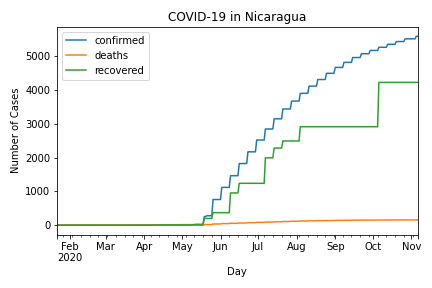 COVID-19 in Nicaragua
confirmed
deaths
recovered
Number of Cases
5000
4000
3000
2000
1000
0
Feb Mar Apr May Jun Jul Aug Sep Oct Nov
2020
Day